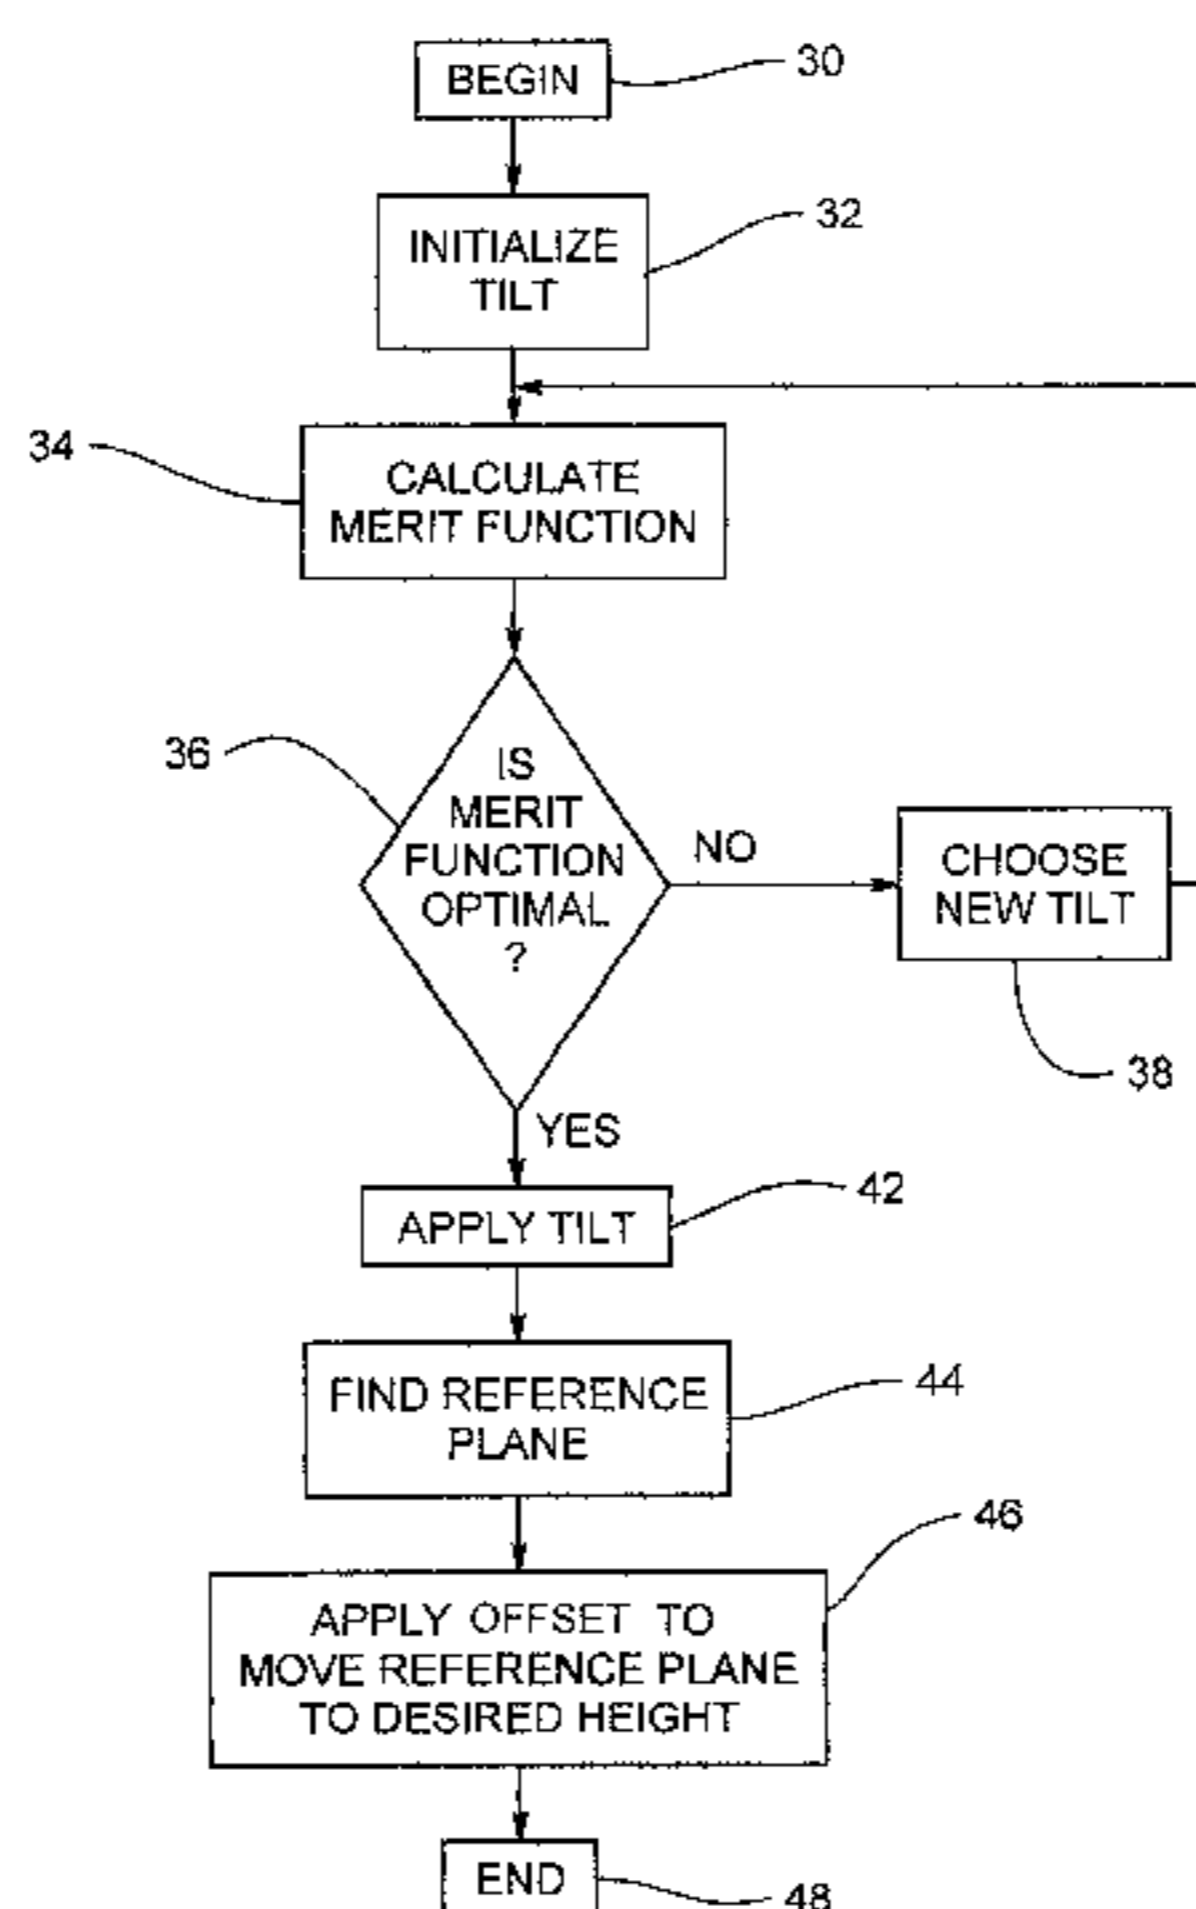 BEGIN
30
INITIALIZE
TILT
32
34
CALCULATE
MERIT FUNCTION
36
IS
MERIT
FUNCTION
OPTIMAL
?
NO
CHOOSE
NEW TILT
38
YES
APPLY TILT
42
FIND REFERENCE
PLANE
44
46
APPLY OFFSET TO
MOVE REFERENCE PLANE
TO DESIRED HEIGHT
END
48